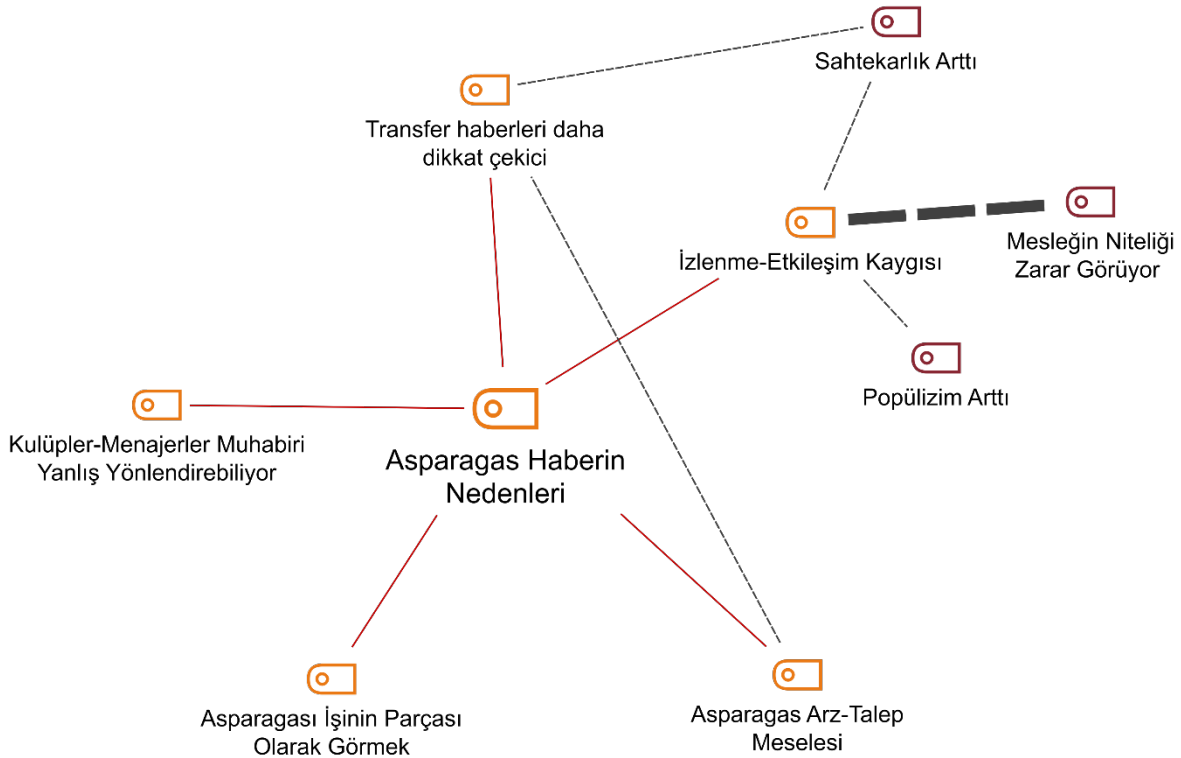 Sahtekarlık Arttı
Transfer haberleri daha
dikkat çekici
İzlenme-Etkileşim Kaygısı
Mesleğin Niteliği
Zarar Görüyor
Popülizim Arttı
Kulüpler-Menajerler Muhabiri
Yanlış Yönlendirebiliyor
Asparagas Haberin
Nedenleri
Asparagası İşinin Parçası
Olarak Görmek
Asparagas Arz-Talep
Meselesi